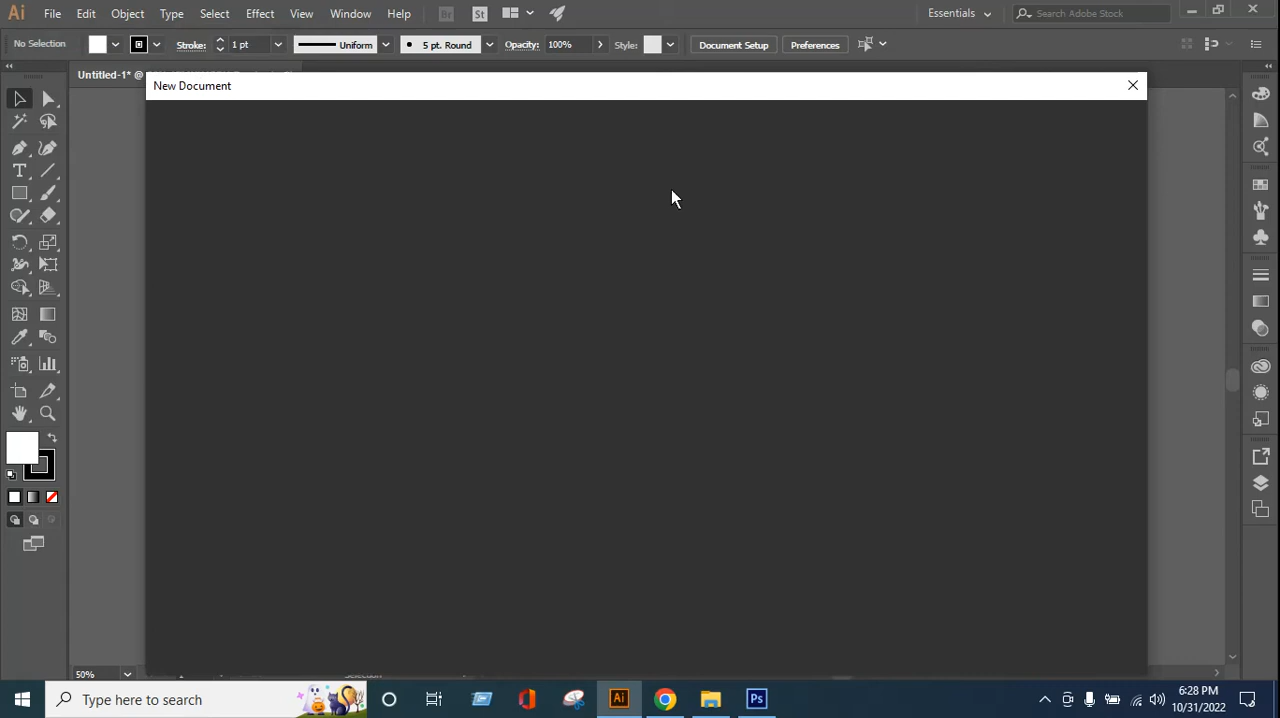 Ai File Edit Object Type Select Effect View Window Help Br St Essentials Search Adobe Stock
No Selection Stroke: 1 pt Uniform 5 pt. Round Opacity: 100% Style: Document Setup Preferences
Untitled-1* @
New Document
T
50%
Selection
Type here to search Ai Ps 6:28 PM
10/31/2022